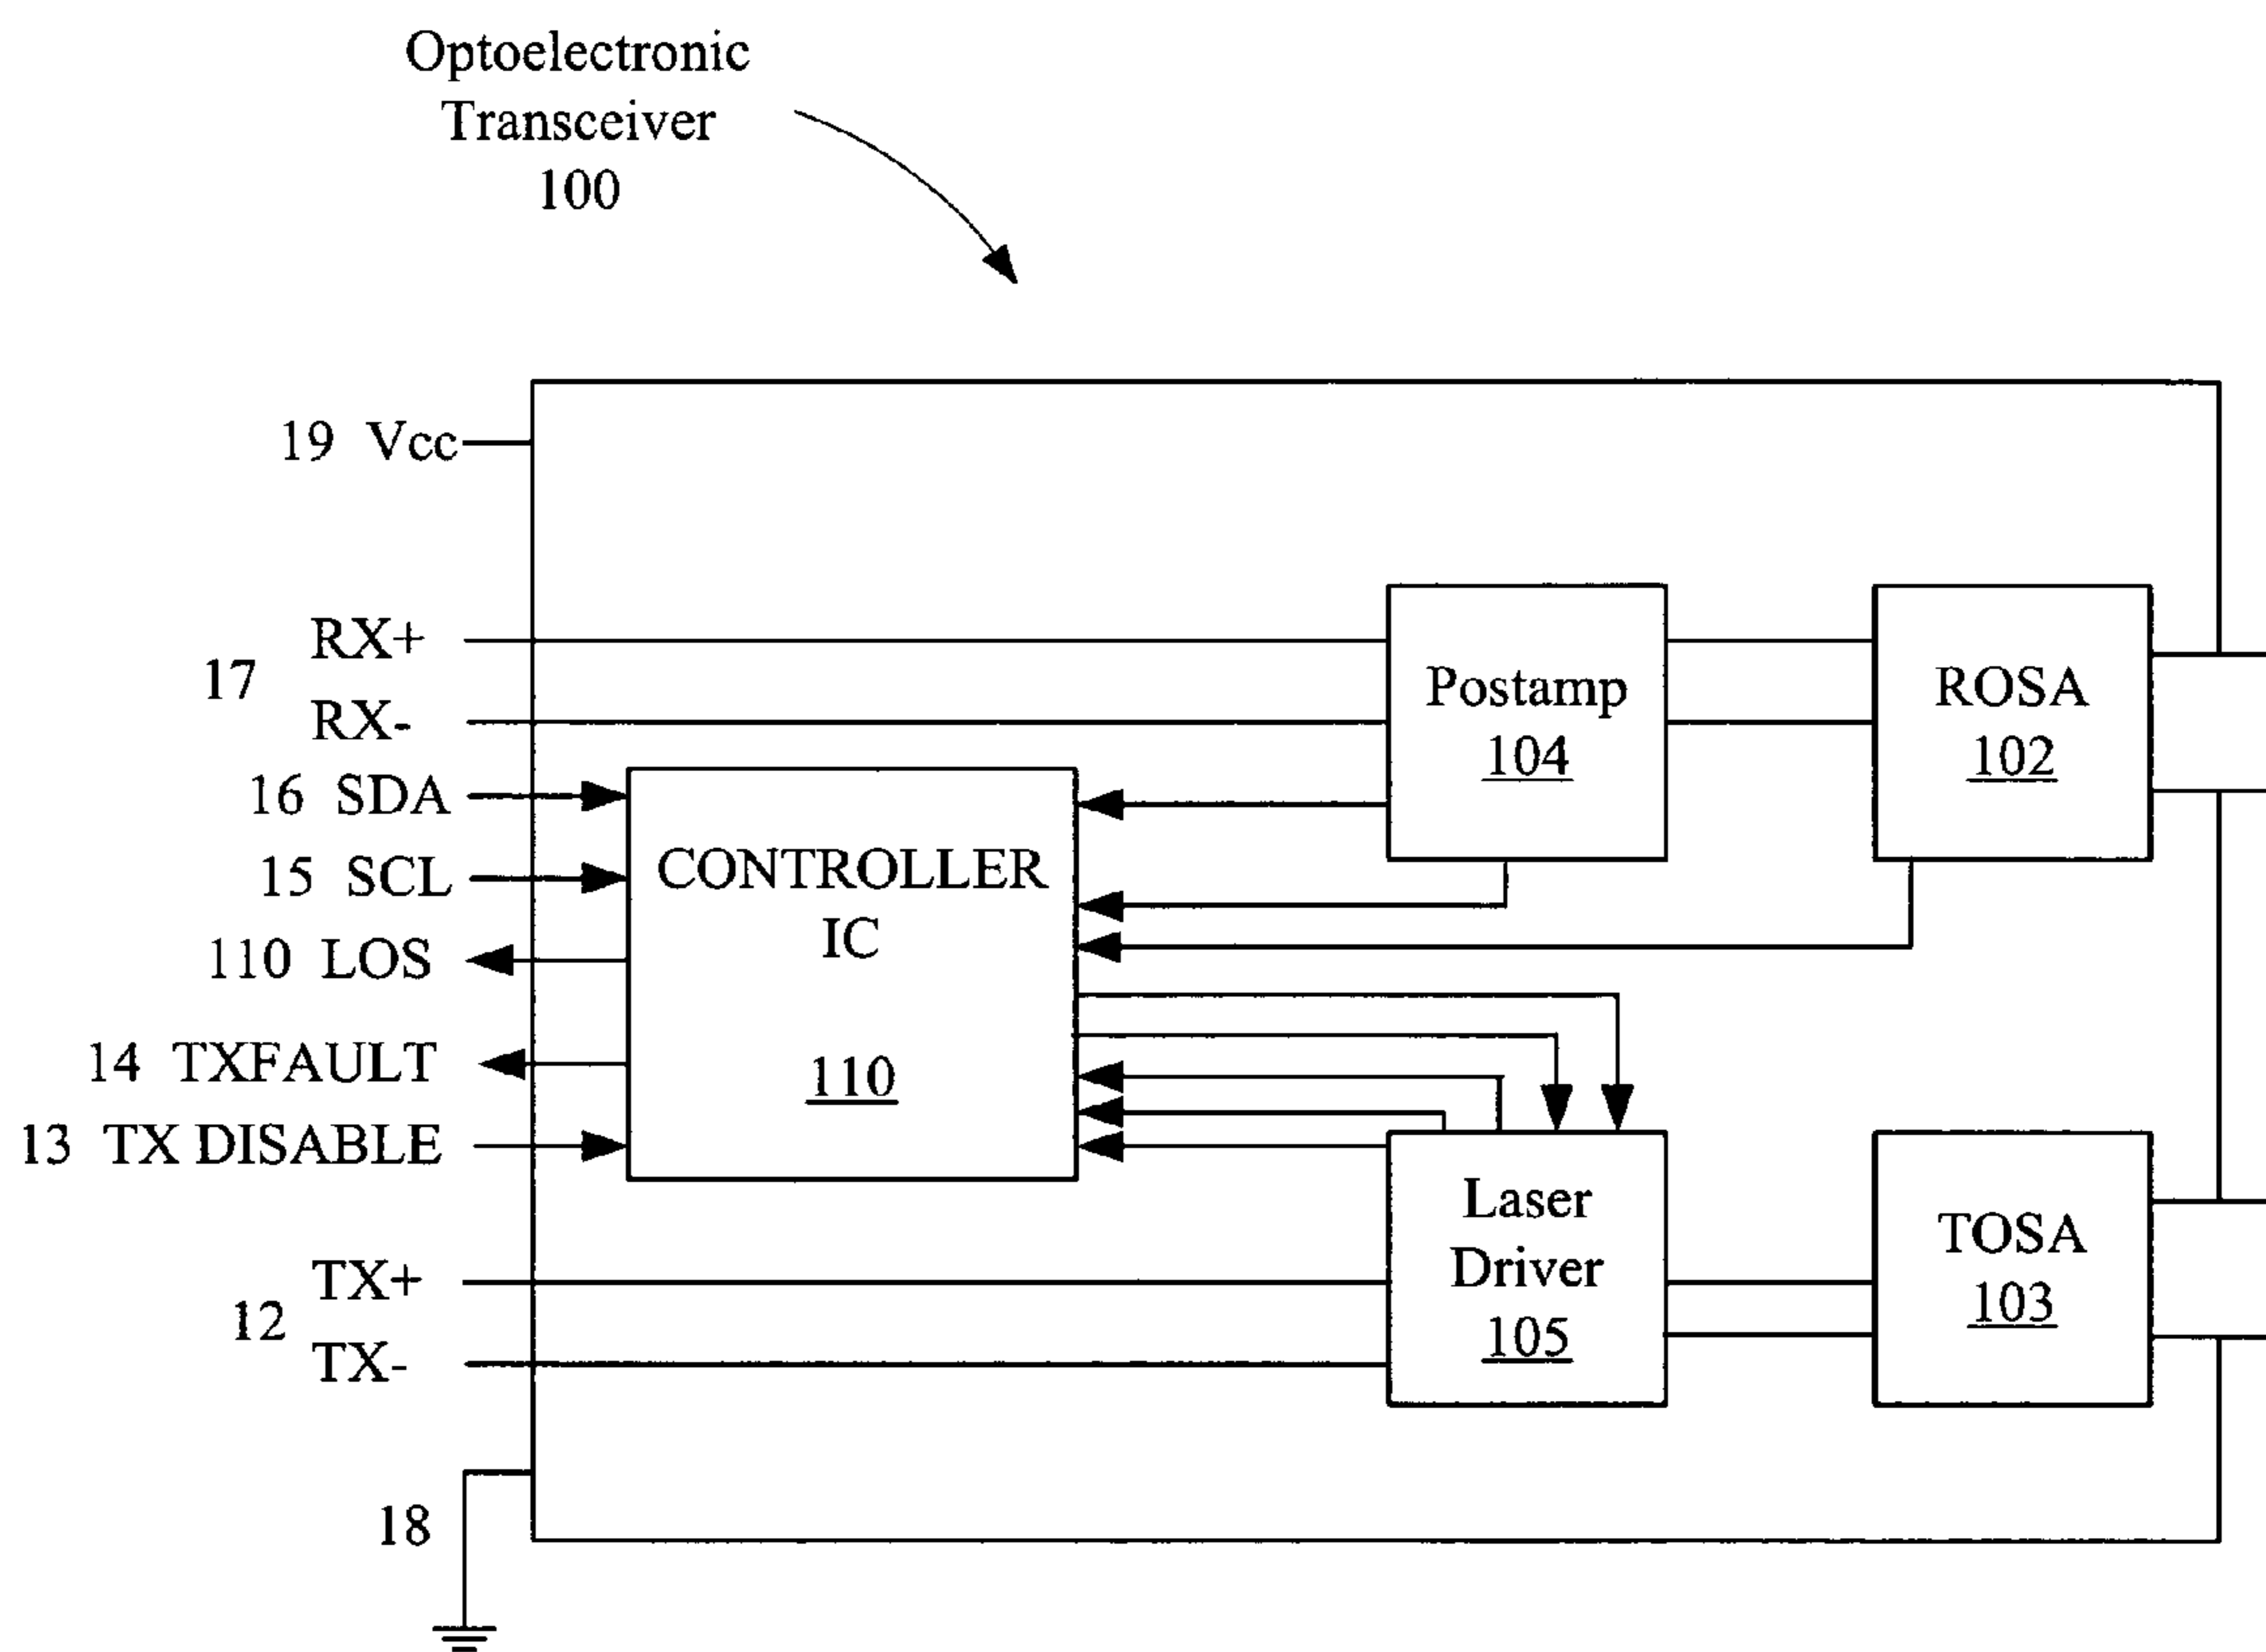 Optoelectronic
Transceiver
100
19 Vcc
RX+
17
RX-
16 SDA
15 SCL
110 LOS
14 TXFAULT
13 TX DISABLE
TX+
12
TX-
18
CONTROLLER
IC
110
Postamp
104
ROSA
102
Laser
Driver
105
TOSA
103